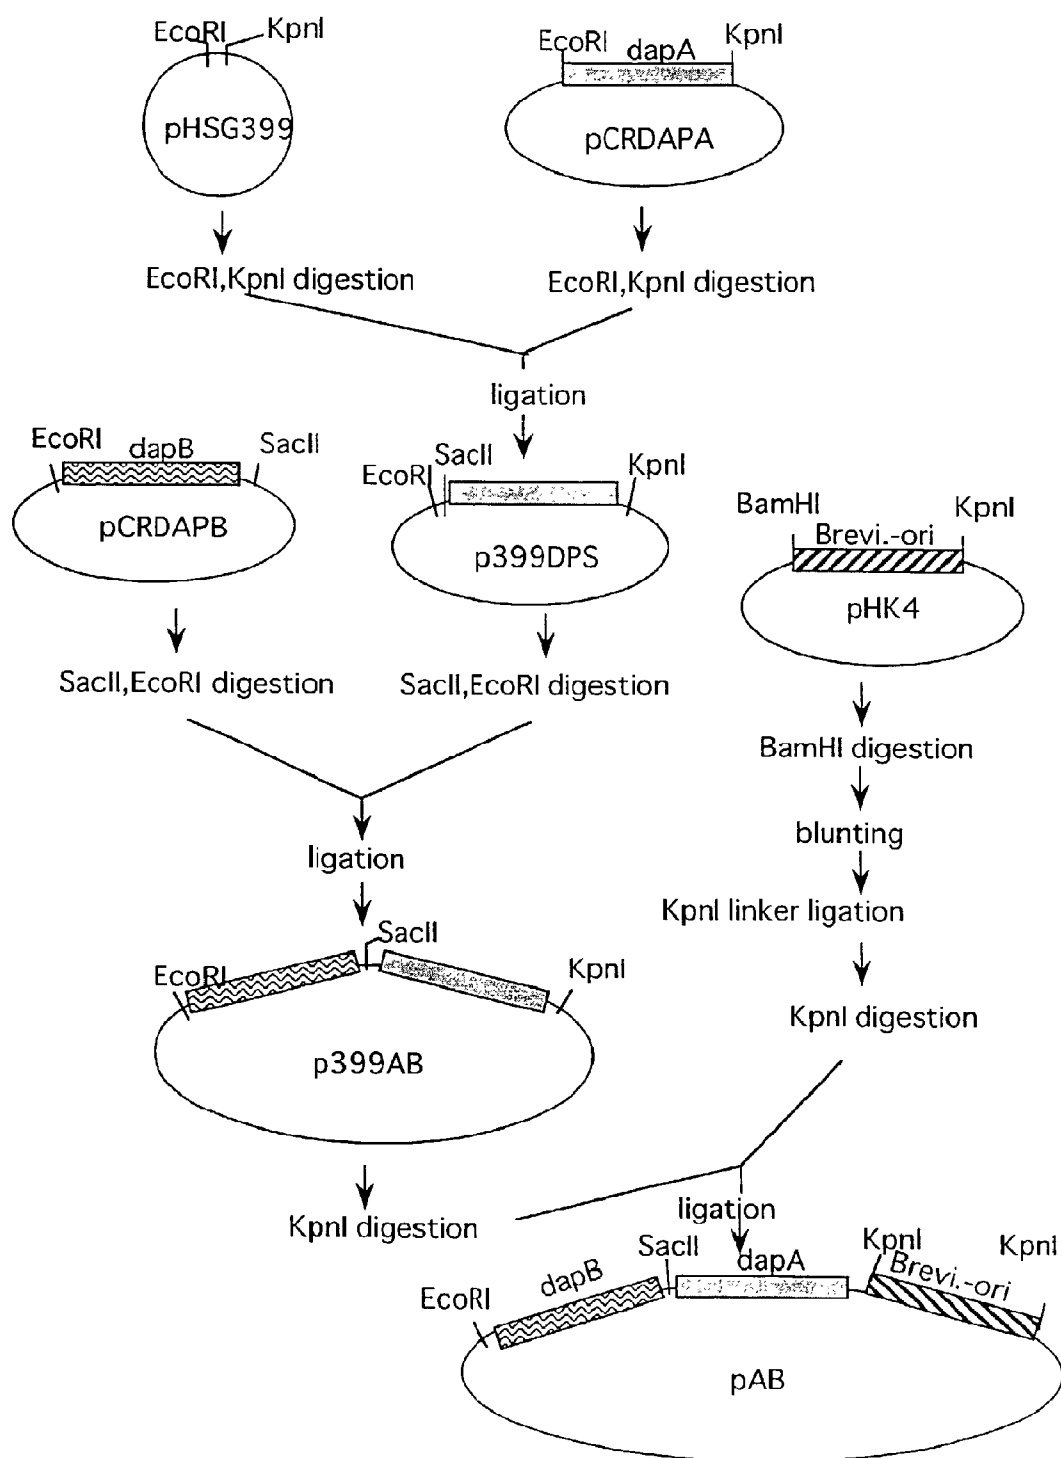 EcoRI KpnI
pHSG399
EcoRI dapA KpnI
pCRDAPA
EcoRI,KpnI digestion
EcoRI,KpnI digestion
ligation
EcoRI dapB SacII
pCRDAPB
EcoRI SacII KpnI
p399DPS
BamHI Brevi.-ori KpnI
pHK4
SacII,EcoRI digestion
SacII,EcoRI digestion
BamHI digestion
blunting
KpnI linker ligation
KpnI digestion
ligation
EcoRI SacII KpnI
p399AB
KpnI digestion
ligation
EcoRI dapB SacII dapA KpnI Brevi.-ori KpnI
pAB